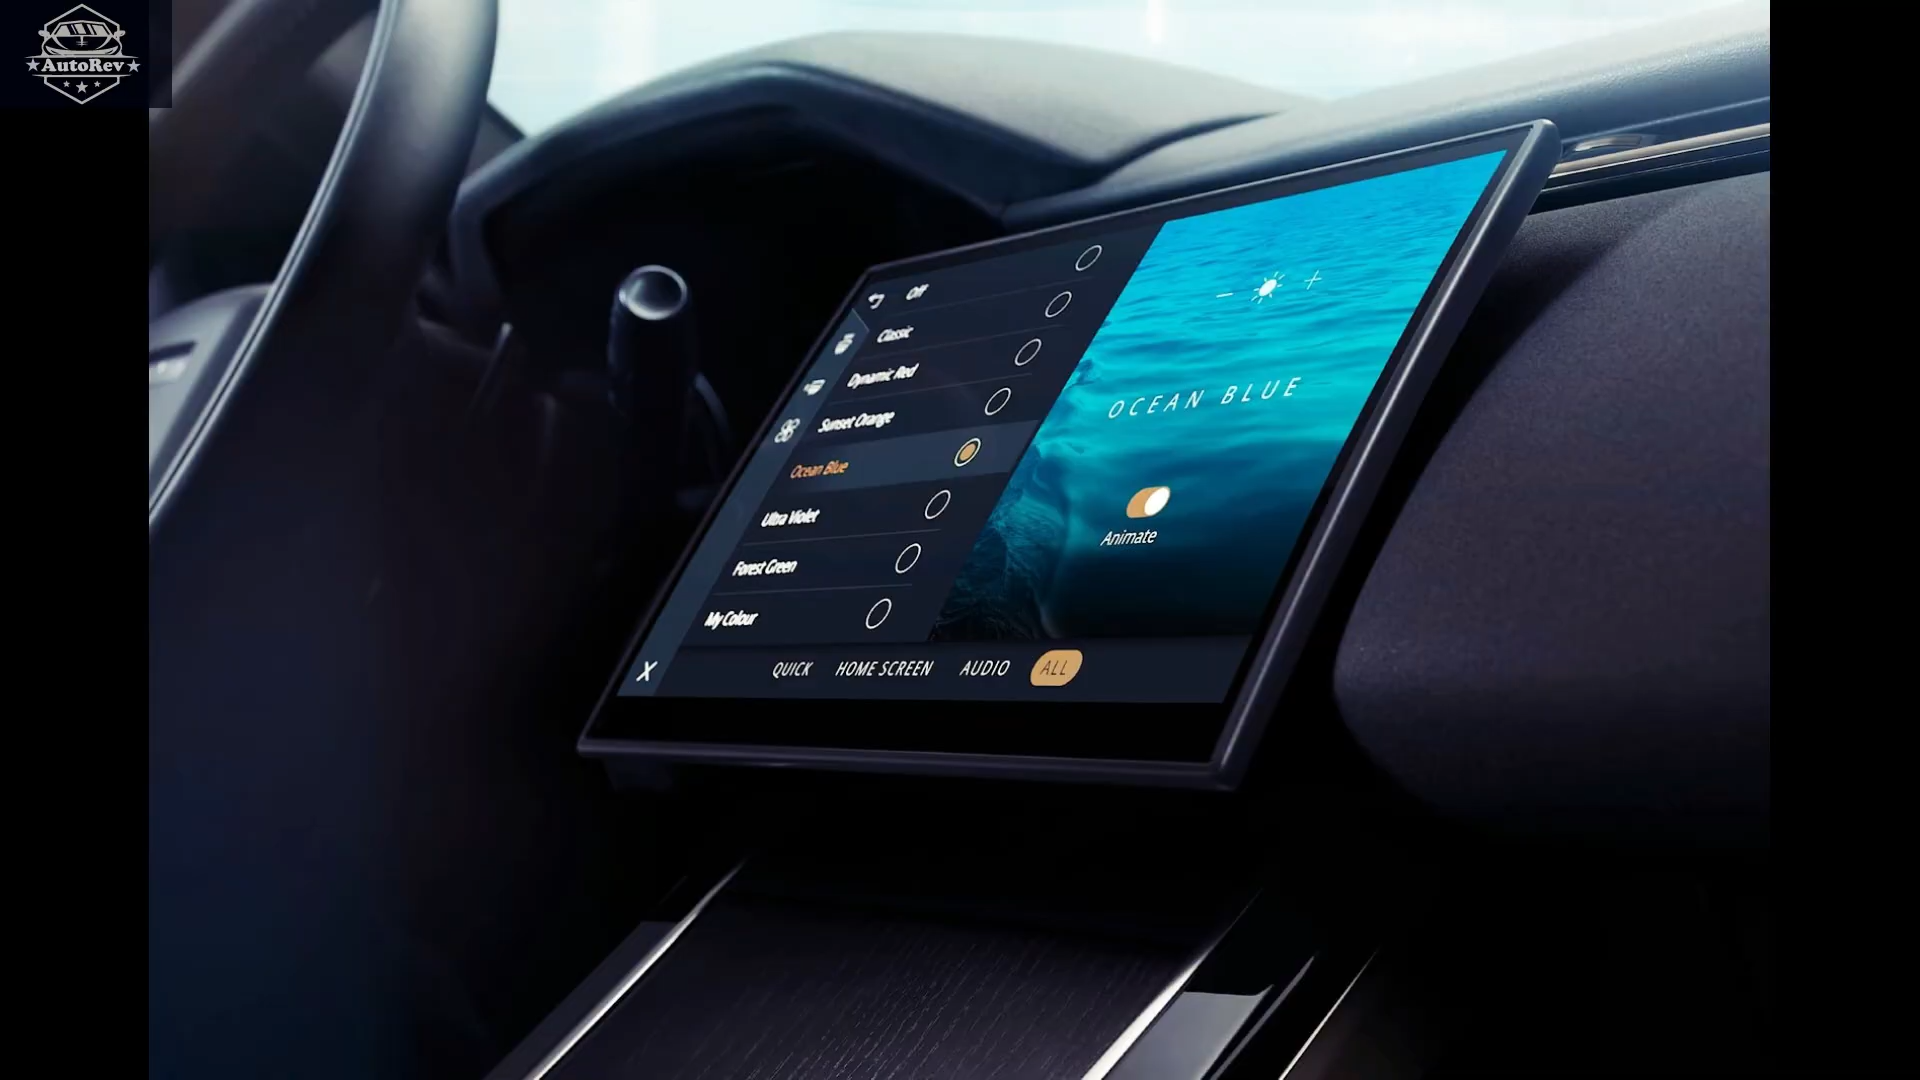 AutoRev
Off
Classic
Dynamic Red
Sunset Orange
Ocean Blue
Ultra Violet
Forest Green
My Colour
OCEAN BLUE
Animate
X
QUICK
HOME SCREEN
AUDIO
ALL